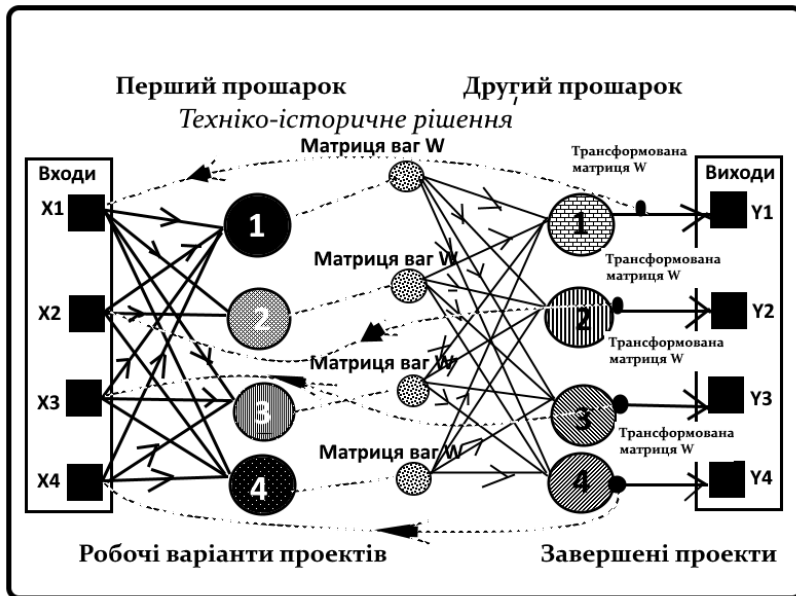 Перший прошарок
Другий прошарок
Техніко-історичне рішення
Матриця ваг W
Трансформована
матриця W
Входи
Виходи
X1
1
1
Y1
Матриця ваг W
Трансформована
матриця W
X2
2
2
Y2
Матриця ваг W
Трансформована
матриця W
X3
3
3
Y3
Матриця ваг W
Трансформована
матриця W
X4
4
4
Y4
Робочі варіанти проектів
Завершені проекти